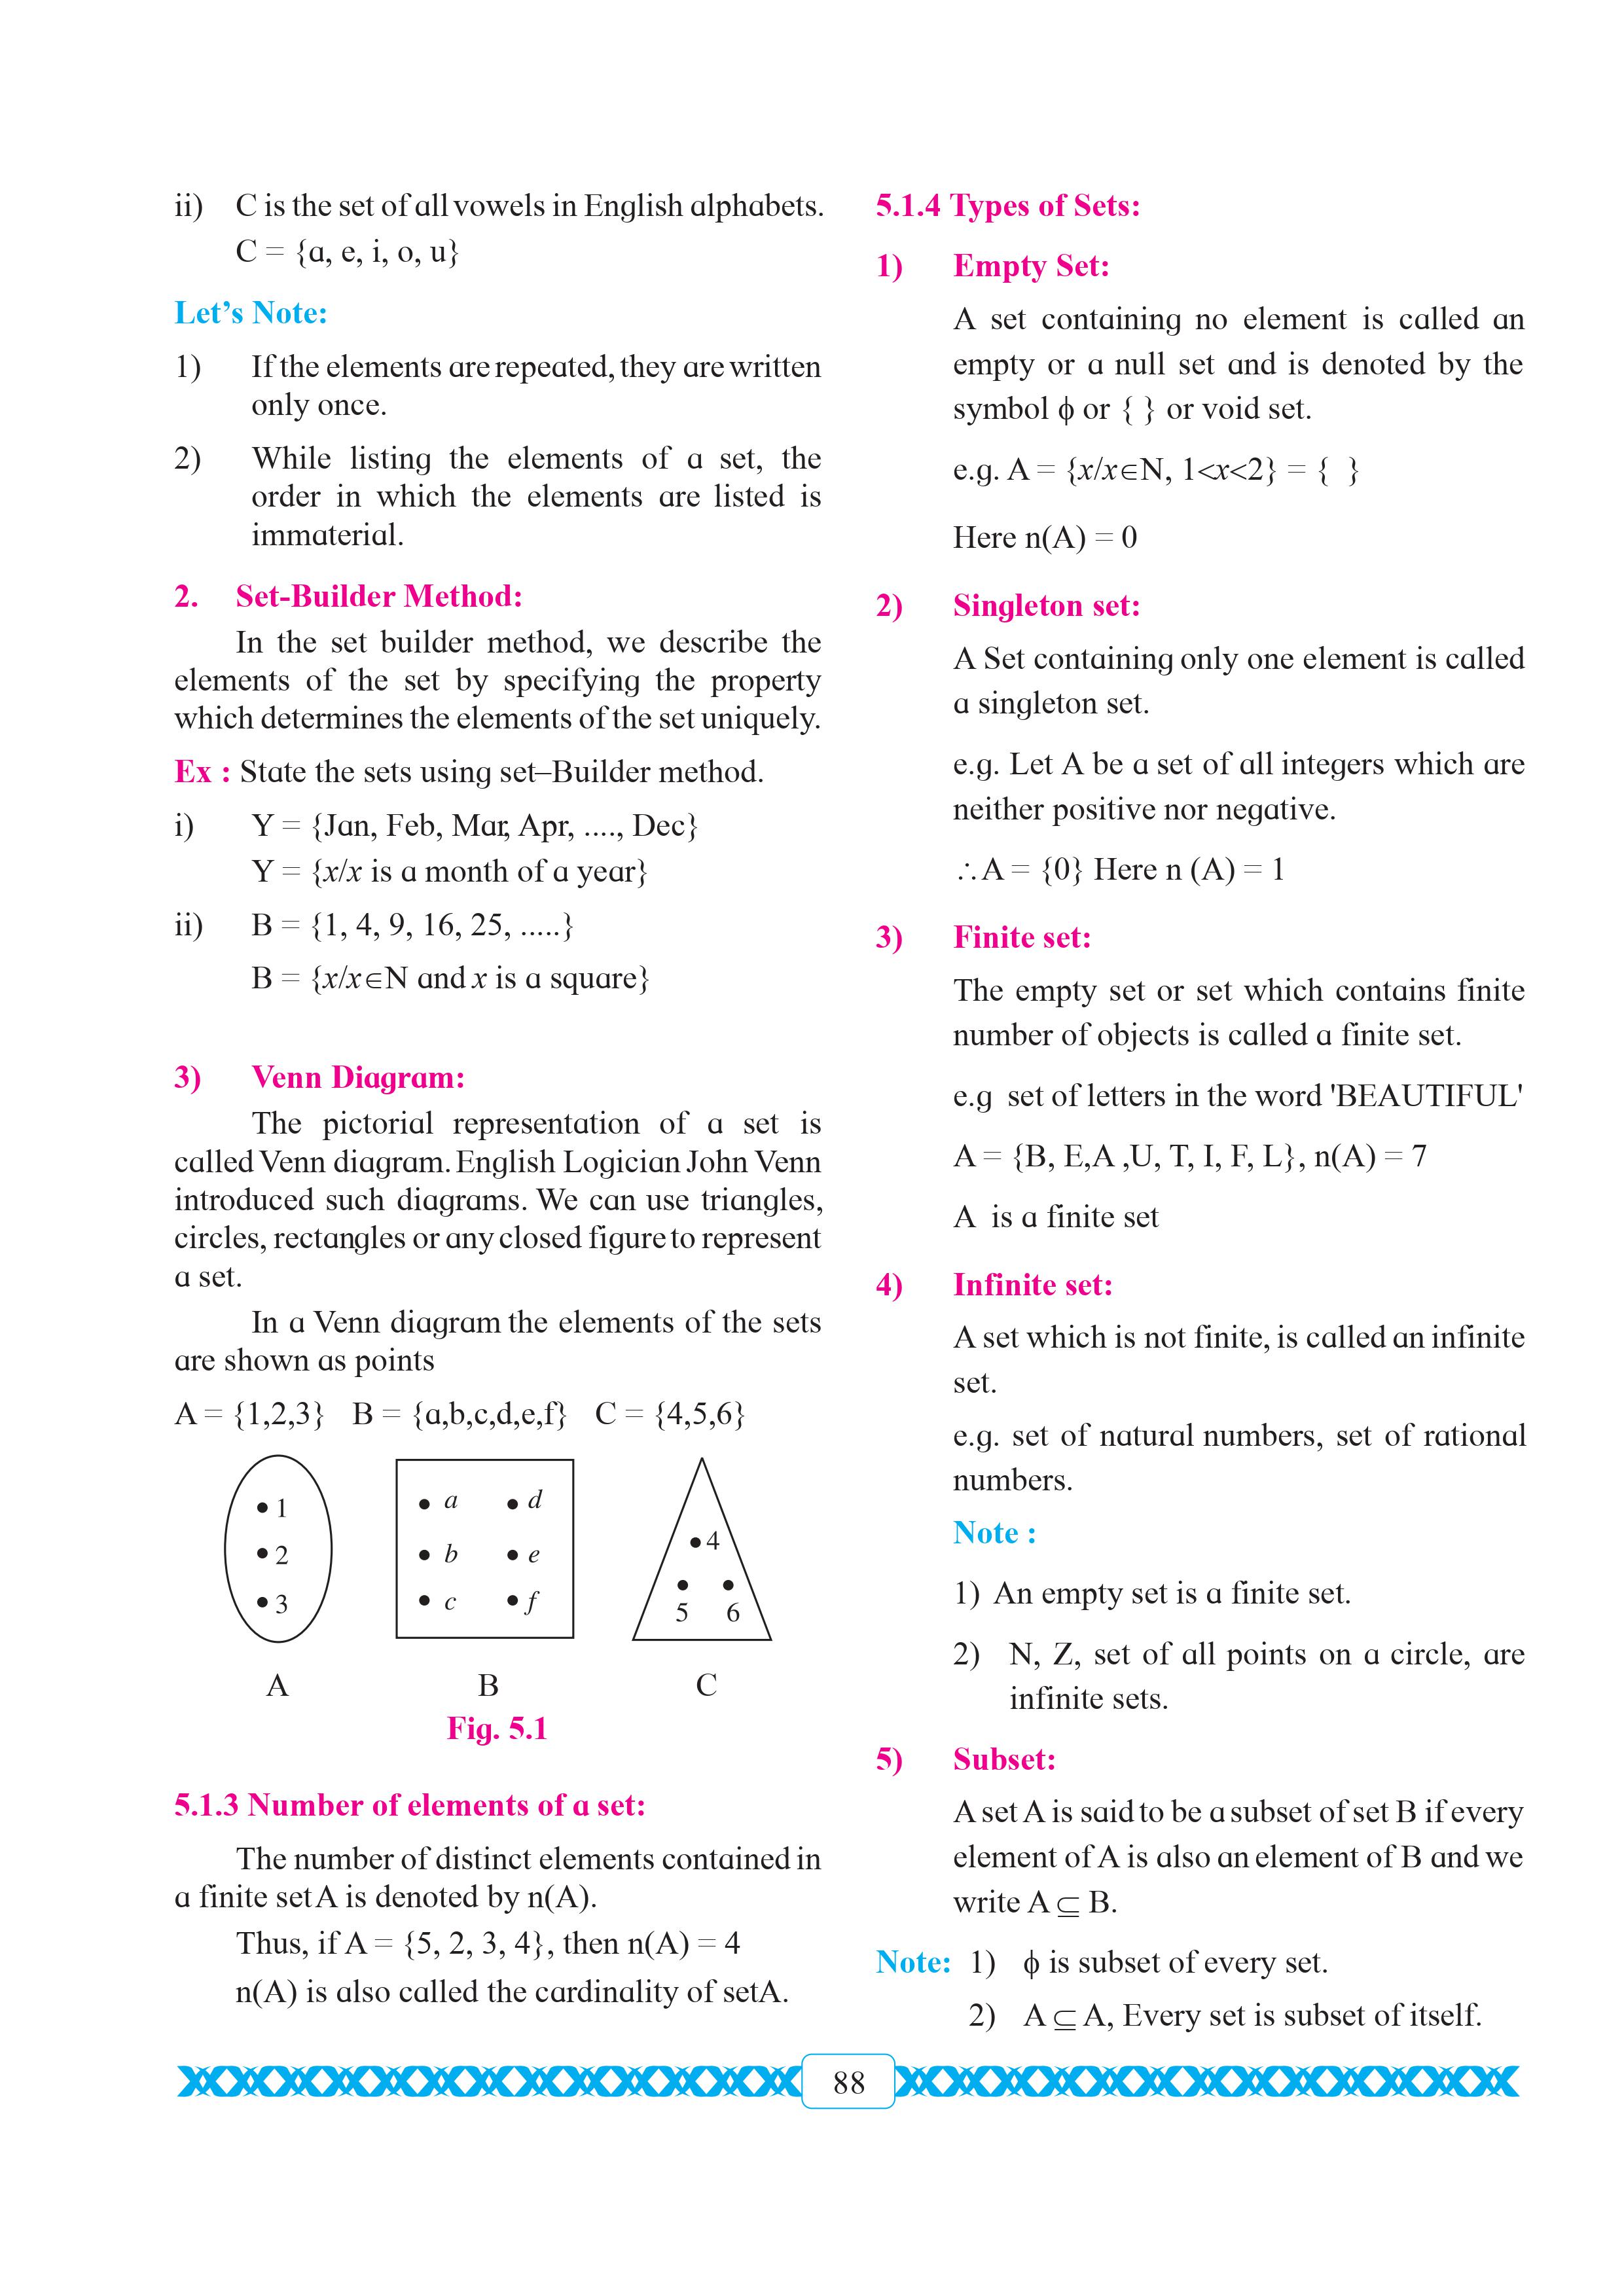 ii) C is the set of all vowels in English alphabets.
C = {a, e, i, o, u}
Let’s Note:
1) If the elements are repeated, they are written
only once.
2) While listing the elements of a set, the
order in which the elements are listed is
immaterial.
2. Set-Builder Method:
In the set builder method, we describe the
elements of the set by specifying the property
which determines the elements of the set uniquely.
Ex : State the sets using set–Builder method.
i) Y = {Jan, Feb, Mar, Apr, ...., Dec}
Y = {x/x is a month of a year}
ii) B = {1, 4, 9, 16, 25, .....}
B = {x/x∈N and x is a square}
3) Venn Diagram:
The pictorial representation of a set is
called Venn diagram. English Logician John Venn
introduced such diagrams. We can use triangles,
circles, rectangles or any closed figure to represent
a set.
In a Venn diagram the elements of the sets
are shown as points
A = {1,2,3} B = {a,b,c,d,e,f} C = {4,5,6}
1
2
3
a d
b e
c f
4
5 6
A B C
Fig. 5.1
5.1.3 Number of elements of a set:
The number of distinct elements contained in
a finite set A is denoted by n(A).
Thus, if A = {5, 2, 3, 4}, then n(A) = 4
n(A) is also called the cardinality of setA.
5.1.4 Types of Sets:
1) Empty Set:
A set containing no element is called an
empty or a null set and is denoted by the
symbol ϕ or { } or void set.
e.g. A = {x/x∈N, 1<x<2} = { }
Here n(A) = 0
2) Singleton set:
A Set containing only one element is called
a singleton set.
e.g. Let A be a set of all integers which are
neither positive nor negative.
∴ A = {0} Here n (A) = 1
3) Finite set:
The empty set or set which contains finite
number of objects is called a finite set.
e.g set of letters in the word 'BEAUTIFUL'
A = {B, E,A ,U, T, I, F, L}, n(A) = 7
A is a finite set
4) Infinite set:
A set which is not finite, is called an infinite
set.
e.g. set of natural numbers, set of rational
numbers.
Note :
1) An empty set is a finite set.
2) N, Z, set of all points on a circle, are
infinite sets.
5) Subset:
A set A is said to be a subset of set B if every
element of A is also an element of B and we
write A ⊆ B.
Note: 1) ϕ is subset of every set.
2) A ⊆ A, Every set is subset of itself.
88